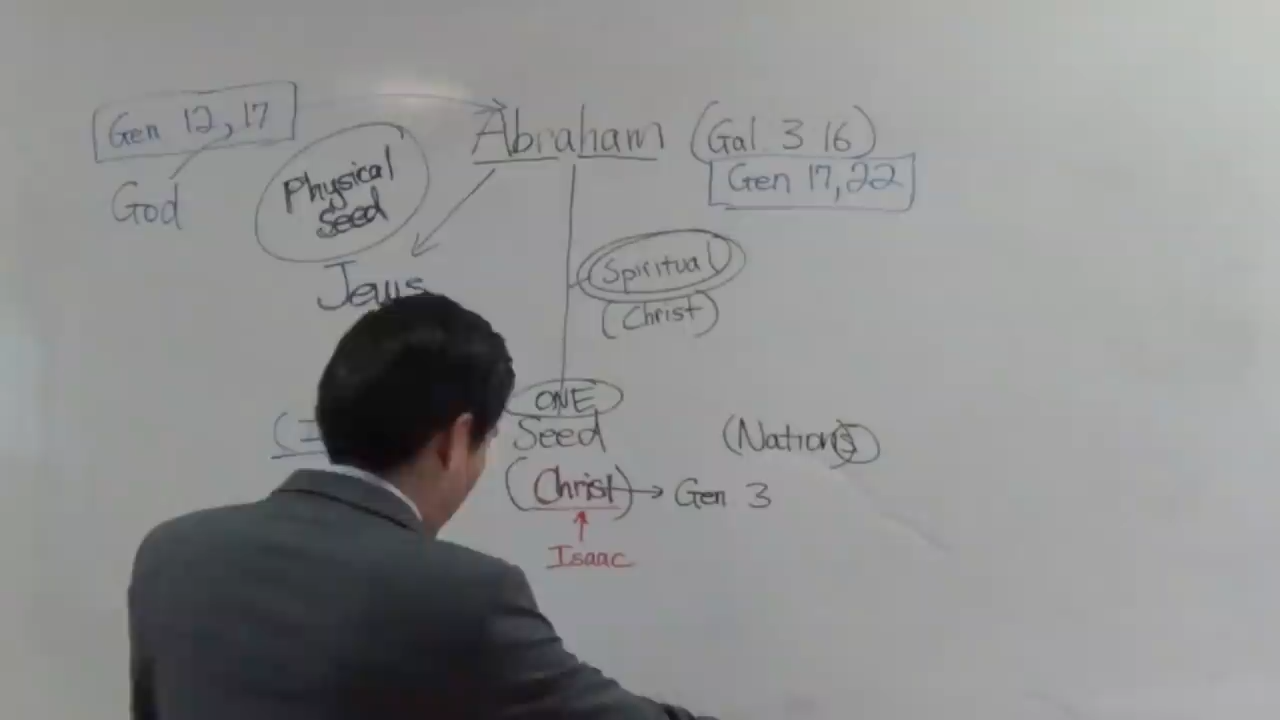 Gen 12, 17
God
Physical
Seed
Jews
Abraham
(Gal 3 16)
Gen 17, 22
Spiritual
(Christ)
ONE
Seed
(Christ) → Gen 3
Isaac
(Nations)